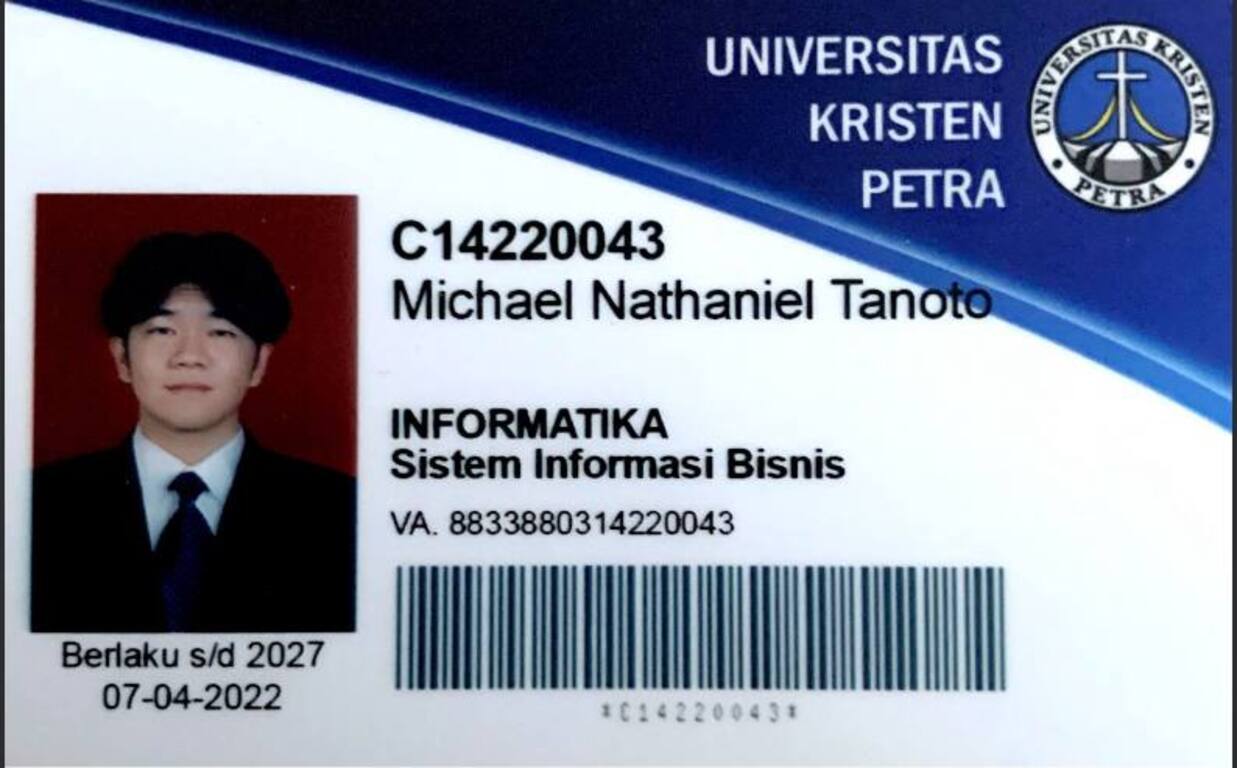 UNIVERSITAS
KRISTEN
PETRA
UNIVERSITAS KRISTEN
PETRA
C14220043
Michael Nathaniel Tanoto
INFORMATIKA
Sistem Informasi Bisnis
VA. 8833880314220043
*C14220043*
Berlaku s/d 2027
07-04-2022